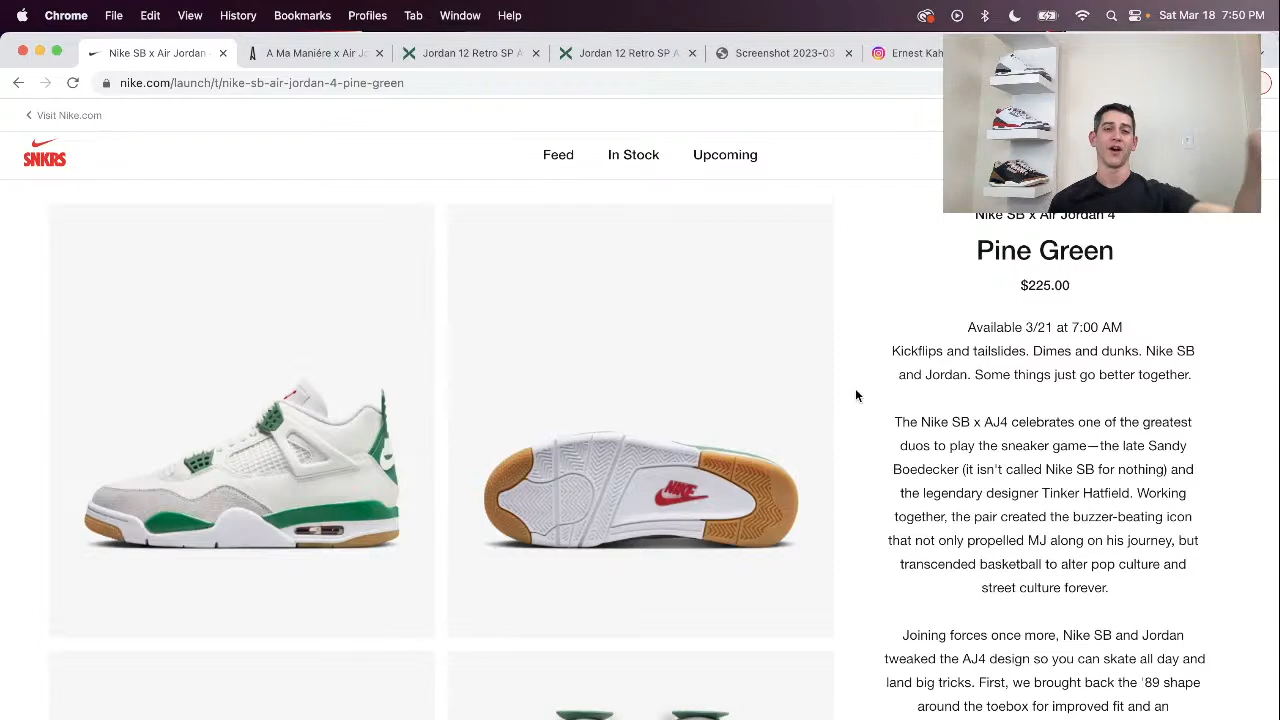 Chrome File Edit View History Bookmarks Profiles Tab Window Help Sat Mar 18 7:50 PM
Nike SB x Air Jordan A Ma Maniére x Air Jo Jordan 12 Retro SP A Jordan 12 Retro SP A Screenshot 2023-03 Ernest Kah
nike.com/launch/t/nike-sb-air-jordan-4-pine-green
Visit Nike.com
SNKRS
Feed In Stock Upcoming
Nike SB x Air Jordan 4
Pine Green
$225.00
Available 3/21 at 7:00 AM
Kickflips and tailslides. Dimes and dunks. Nike SB
and Jordan. Some things just go better together.
The Nike SB x AJ4 celebrates one of the greatest
duos to play the sneaker game—the late Sandy
Boedecker (it isn't called Nike SB for nothing) and
the legendary designer Tinker Hatfield. Working
together, the pair created the buzzer-beating icon
that not only propelled MJ along on his journey, but
transcended basketball to alter pop culture and
street culture forever.
Joining forces once more, Nike SB and Jordan
tweaked the AJ4 design so you can skate all day and
land big tricks. First, we brought back the '89 shape
around the toebox for improved fit and an
NIKE